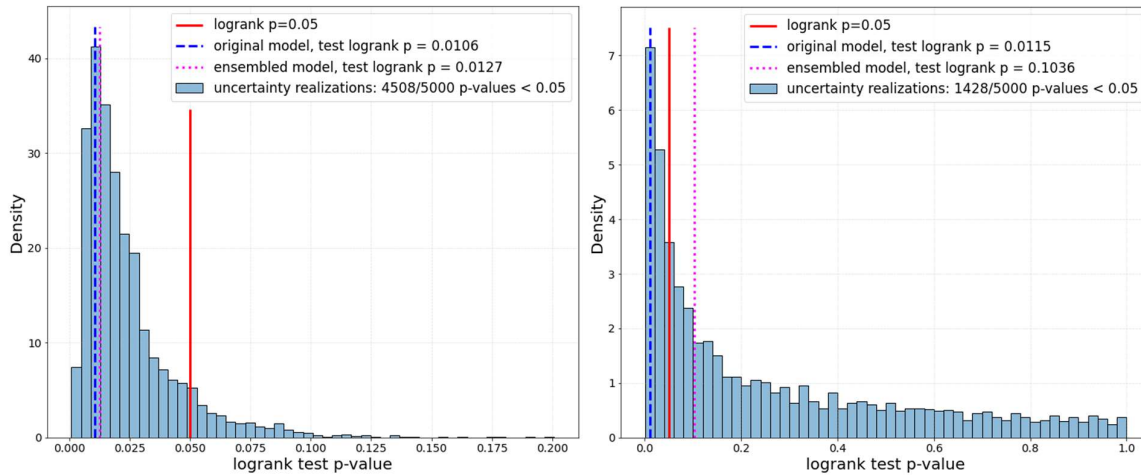 logrank p=0.05
original model, test logrank p = 0.0106
ensembled model, test logrank p = 0.0127
uncertainty realizations: 4508/5000 p-values < 0.05
Density
40
30
20
10
0
0.000 0.025 0.050 0.075 0.100 0.125 0.150 0.175 0.200
logrank test p-value
logrank p=0.05
original model, test logrank p = 0.0115
ensembled model, test logrank p = 0.1036
uncertainty realizations: 1428/5000 p-values < 0.05
Density
7
6
5
4
3
2
1
0
0.0 0.2 0.4 0.6 0.8 1.0
logrank test p-value